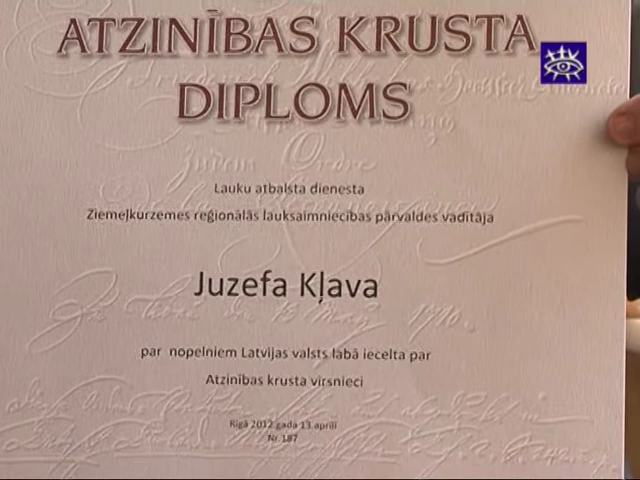 ATZINĪBAS KRUSTA
DIPLOMS
Lauku atbalsta dienesta
Ziemeļkurzemes reģionālās lauksaimniecības pārvaldes vadītāja
Juzefa Kļava
par nopelniem Latvijas valsts labā iecelta par
Atzinības krusta virsnieci
Rīgā 2012.gada 13.aprīlī
Nr.187